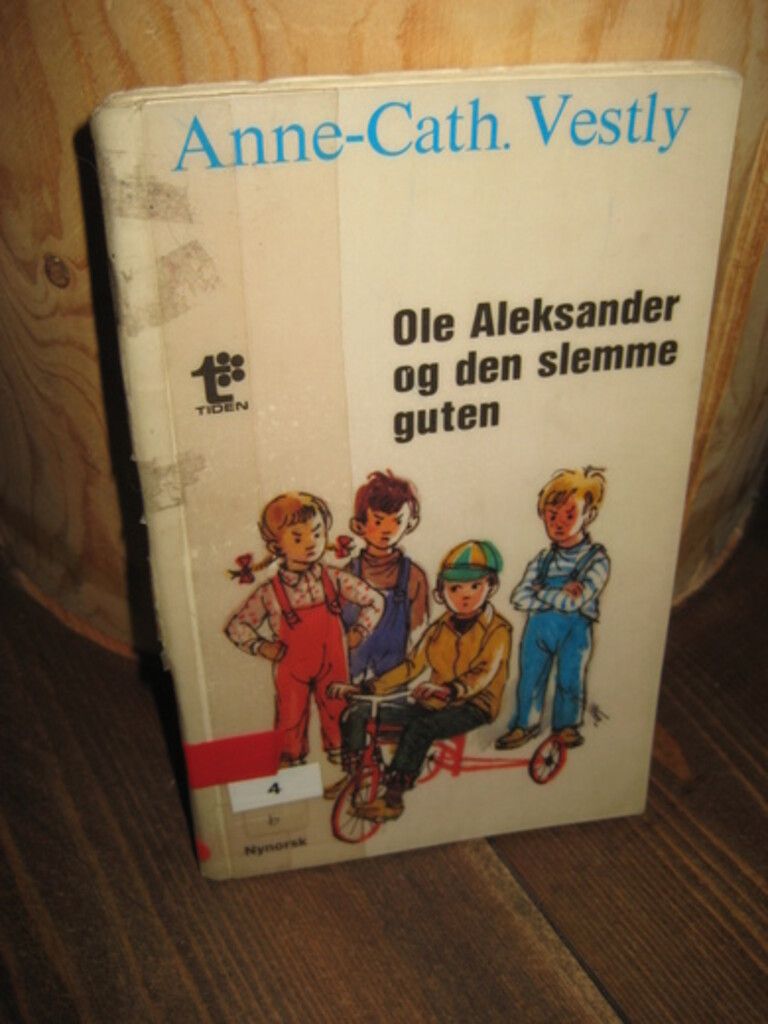 Anne-Cath. Vestly
Ole Aleksander
og den slemme
guten
TIDEN
4
b
Nynorsk